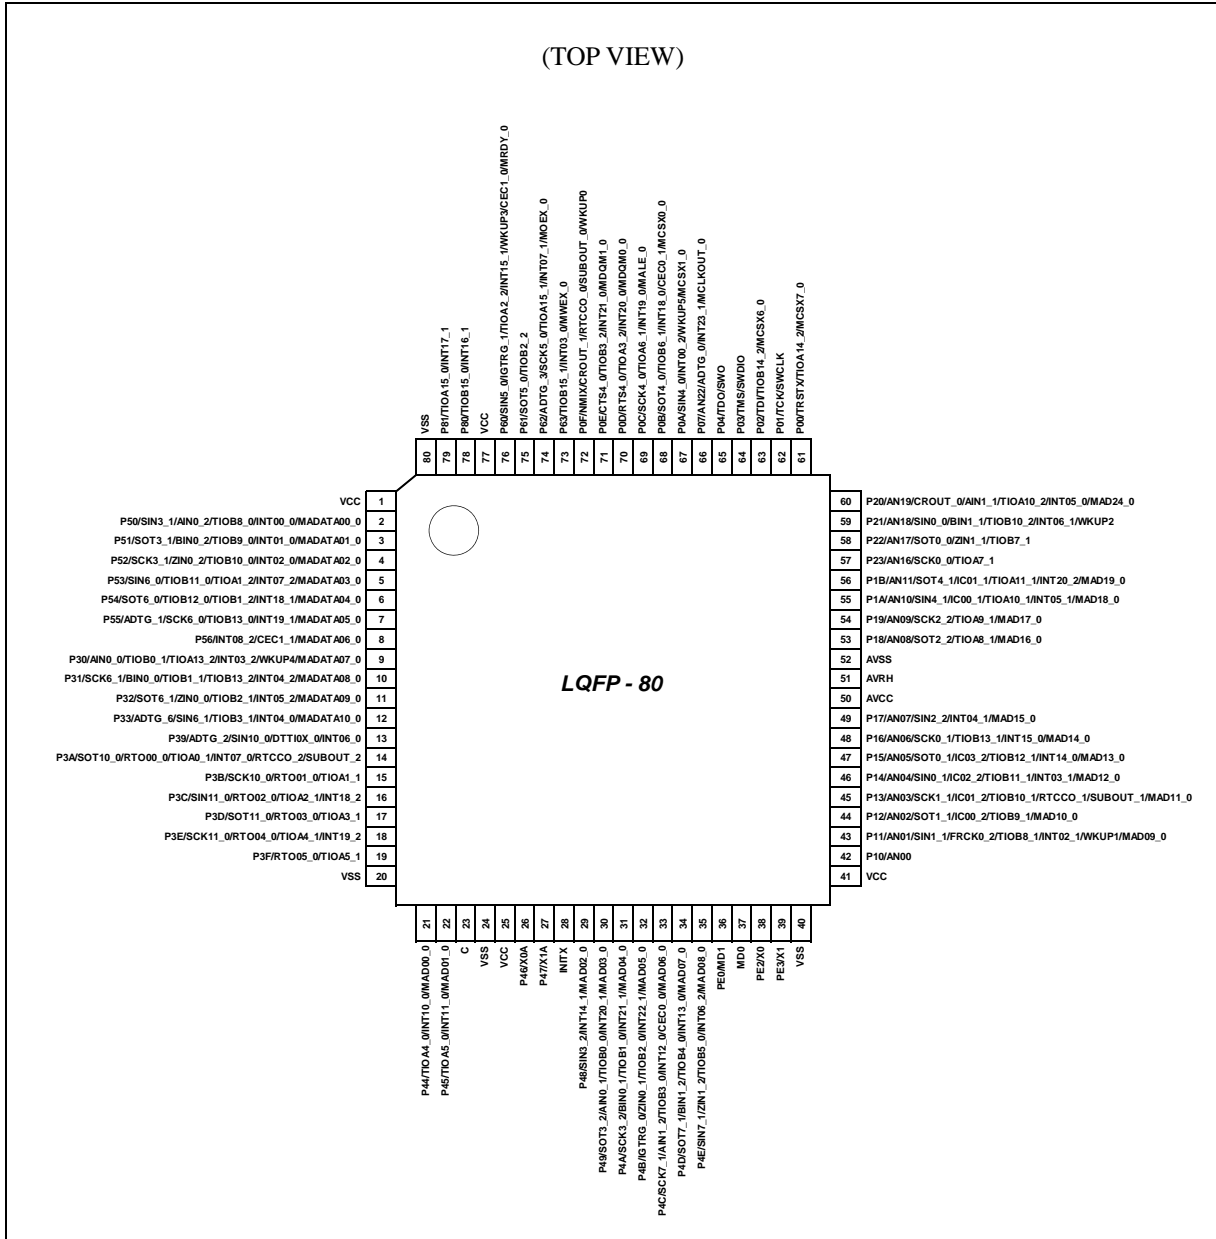 (TOP VIEW)
VSS
P81/TIOA15_0/INT17_1
P80/TIOB15_0/INT16_1
VCC
P60/SIN5_0/IGTRG_1/TIOA2_2/INT15_1/WKUP3/CEC1_0/MRDY_0
P61/SOT5_0/TIOB2_2
P62/ADTG_3/SCK5_0/TIOA15_1/INT07_1/MOEX_0
P63/TIOB15_1/INT03_0/MWEX_0
P0F/NMIX/CROUT_1/RTCCO_0/SUBOUT_0/WKUP0
P0E/CTS4_0/TIOB3_2/INT21_0/MDQM1_0
P0D/RTS4_0/TIOA3_2/INT20_0/MDQM0_0
P0C/SCK4_0/TIOA6_1/INT19_0/MALE_0
P0B/SOT4_0/TIOB6_1/INT18_0/CEC0_1/MCSX0_0
P0A/SIN4_0/INT00_2/WKUP5/MCSX1_0
P07/AN22/ADTG_0/INT23_1/MCLKOUT_0
P04/TDO/SWO
P03/TMS/SWDIO
P02/TDI/TIOB14_2/MCSX6_0
P01/TCK/SWCLK
P00/TRSTX/TIOA14_2/MCSX7_0
80 79 78 77 76 75 74 73 72 71 70 69 68 67 66 65 64 63 62 61
VCC 1
P50/SIN3_1/AIN0_2/TIOB8_0/INT00_0/MADATA00_0 2
P51/SOT3_1/BIN0_2/TIOB9_0/INT01_0/MADATA01_0 3
P52/SCK3_1/ZIN0_2/TIOB10_0/INT02_0/MADATA02_0 4
P53/SIN6_0/TIOB11_0/TIOA1_2/INT07_2/MADATA03_0 5
P54/SOT6_0/TIOB12_0/TIOB1_2/INT18_1/MADATA04_0 6
P55/ADTG_1/SCK6_0/TIOB13_0/INT19_1/MADATA05_0 7
P56/INT08_2/CEC1_1/MADATA06_0 8
P30/AIN0_0/TIOB0_1/TIOA13_2/INT03_2/WKUP4/MADATA07_0 9
P31/SCK6_1/BIN0_0/TIOB1_1/TIOB13_2/INT04_2/MADATA08_0 10
P32/SOT6_1/ZIN0_0/TIOB2_1/INT05_2/MADATA09_0 11
P33/ADTG_6/SIN6_1/TIOB3_1/INT04_0/MADATA10_0 12
P39/ADTG_2/SIN10_0/DTTI0X_0/INT06_0 13
P3A/SOT10_0/RTO00_0/TIOA0_1/INT07_0/RTCCO_2/SUBOUT_2 14
P3B/SCK10_0/RTO01_0/TIOA1_1 15
P3C/SIN11_0/RTO02_0/TIOA2_1/INT18_2 16
P3D/SOT11_0/RTO03_0/TIOA3_1 17
P3E/SCK11_0/RTO04_0/TIOA4_1/INT19_2 18
P3F/RTO05_0/TIOA5_1 19
VSS 20
LQFP - 80
60 P20/AN19/CROUT_0/AIN1_1/TIOA10_2/INT05_0/MAD24_0
59 P21/AN18/SIN0_0/BIN1_1/TIOB10_2/INT06_1/WKUP2
58 P22/AN17/SOT0_0/ZIN1_1/TIOB7_1
57 P23/AN16/SCK0_0/TIOA7_1
56 P1B/AN11/SOT4_1/IC01_1/TIOA11_1/INT20_2/MAD19_0
55 P1A/AN10/SIN4_1/IC00_1/TIOA10_1/INT05_1/MAD18_0
54 P19/AN09/SCK2_2/TIOA9_1/MAD17_0
53 P18/AN08/SOT2_2/TIOA8_1/MAD16_0
52 AVSS
51 AVRH
50 AVCC
49 P17/AN07/SIN2_2/INT04_1/MAD15_0
48 P16/AN06/SCK0_1/TIOB13_1/INT15_0/MAD14_0
47 P15/AN05/SOT0_1/IC03_2/TIOB12_1/INT14_0/MAD13_0
46 P14/AN04/SIN0_1/IC02_2/TIOB11_1/INT03_1/MAD12_0
45 P13/AN03/SCK1_1/IC01_2/TIOB10_1/RTCCO_1/SUBOUT_1/MAD11_0
44 P12/AN02/SOT1_1/IC00_2/TIOB9_1/MAD10_0
43 P11/AN01/SIN1_1/FRCK0_2/TIOB8_1/INT02_1/WKUP1/MAD09_0
42 P10/AN00
41 VCC
21 22 23 24 25 26 27 28 29 30 31 32 33 34 35 36 37 38 39 40
P44/TIOA4_0/INT10_0/MAD00_0
P45/TIOA5_0/INT11_0/MAD01_0
C
VSS
VCC
P46/X0A
P47/X1A
INITX
P48/SIN3_2/INT14_1/MAD02_0
P49/SOT3_2/AIN0_1/TIOB0_0/INT20_1/MAD03_0
P4A/SCK3_2/BIN0_1/TIOB1_0/INT21_1/MAD04_0
P4B/IGTRG_0/ZIN0_1/TIOB2_0/INT22_1/MAD05_0
P4C/SCK7_1/AIN1_2/TIOB3_0/INT12_0/CEC0_0/MAD06_0
P4D/SOT7_1/BIN1_2/TIOB4_0/INT13_0/MAD07_0
P4E/SIN7_1/ZIN1_2/TIOB5_0/INT06_2/MAD08_0
PE0/MD1
MD0
PE2/X0
PE3/X1
VSS